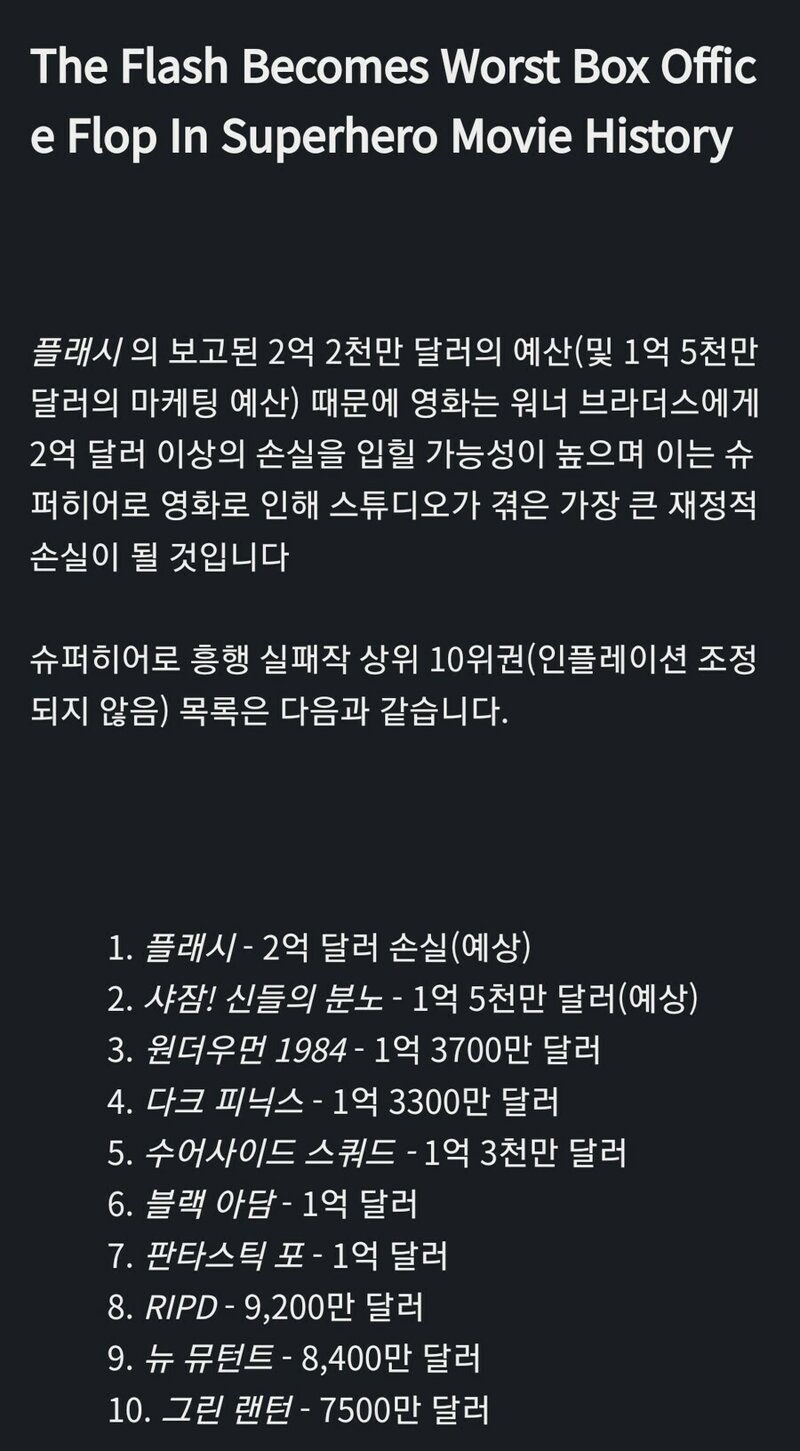 The Flash Becomes Worst Box Offic
e Flop In Superhero Movie History
플래시 의 보고된 2억 2천만 달러의 예산(및 1억 5천만
달러의 마케팅 예산) 때문에 영화는 워너 브라더스에게
2억 달러 이상의 손실을 입힐 가능성이 높으며 이는 슈
퍼히어로 영화로 인해 스튜디오가 겪은 가장 큰 재정적
손실이 될 것입니다
슈퍼히어로 흥행 실패작 상위 10위권(인플레이션 조정
되지 않음) 목록은 다음과 같습니다.
1. 플래시 - 2억 달러 손실(예상)
2. 샤잠! 신들의 분노 - 1억 5천만 달러(예상)
3. 원더우먼 1984 - 1억 3700만 달러
4. 다크 피닉스 - 1억 3300만 달러
5. 수어사이드 스쿼드 - 1억 3천만 달러
6. 블랙 아담 - 1억 달러
7. 판타스틱 포 - 1억 달러
8. RIPD - 9,200만 달러
9. 뉴 뮤턴트 - 8,400만 달러
10. 그린 랜턴 - 7500만 달러